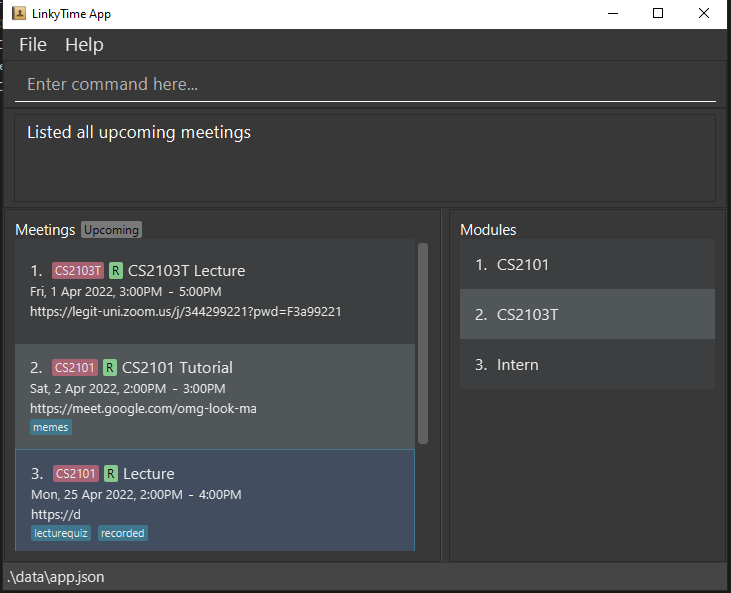 LinkyTime App
File Help
Enter command here...
Listed all upcoming meetings
Meetings Upcoming
1. CS2103T R CS2103T Lecture
Fri, 1 Apr 2022, 3:00PM - 5:00PM
https://legit-uni.zoom.us/j/344299221?pwd=F3a99221
2. CS2101 R CS2101 Tutorial
Sat, 2 Apr 2022, 2:00PM - 3:00PM
https://meet.google.com/omg-look-ma
memes
3. CS2101 R Lecture
Mon, 25 Apr 2022, 2:00PM - 4:00PM
https://d
lecturequiz recorded
Modules
1. CS2101
2. CS2103T
3. Intern
.\data\app.json